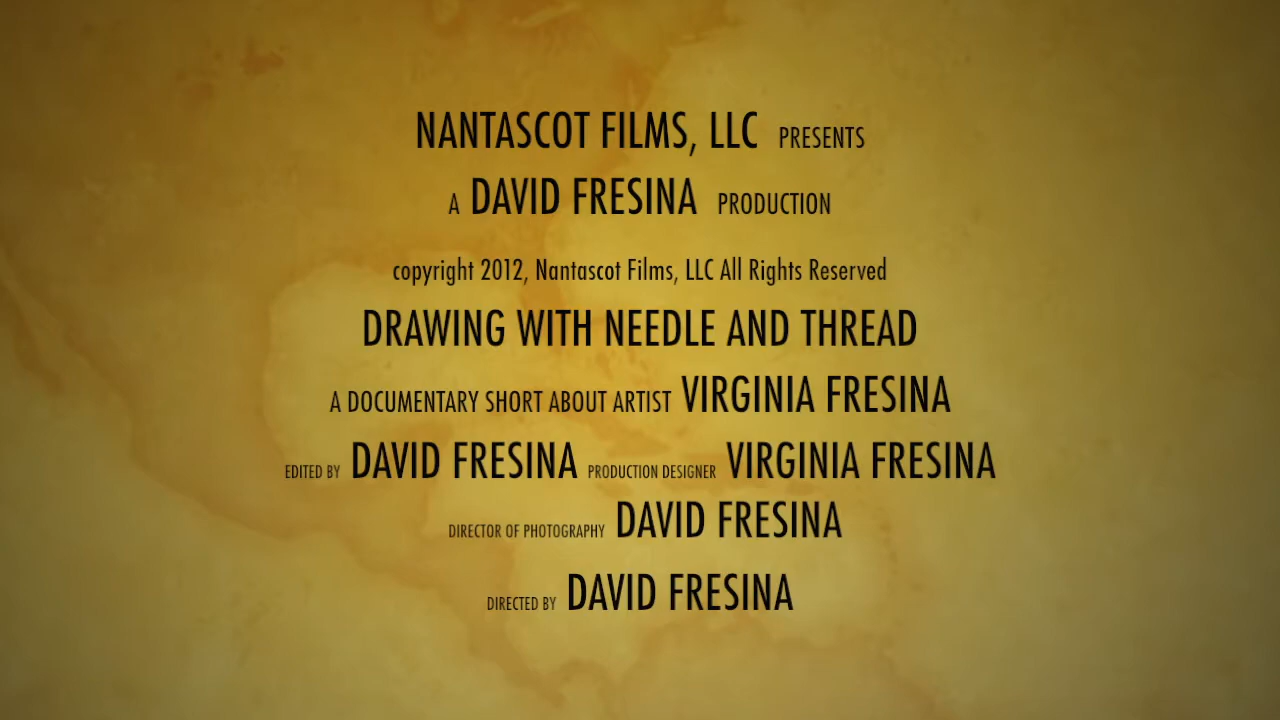 NANTASCOT FILMS, LLC PRESENTS
A DAVID FRESINA PRODUCTION
copyright 2012, Nantascot Films, LLC All Rights Reserved
DRAWING WITH NEEDLE AND THREAD
A DOCUMENTARY SHORT ABOUT ARTIST VIRGINIA FRESINA
EDITED BY DAVID FRESINA PRODUCTION DESIGNER VIRGINIA FRESINA
DIRECTOR OF PHOTOGRAPHY DAVID FRESINA
DIRECTED BY DAVID FRESINA